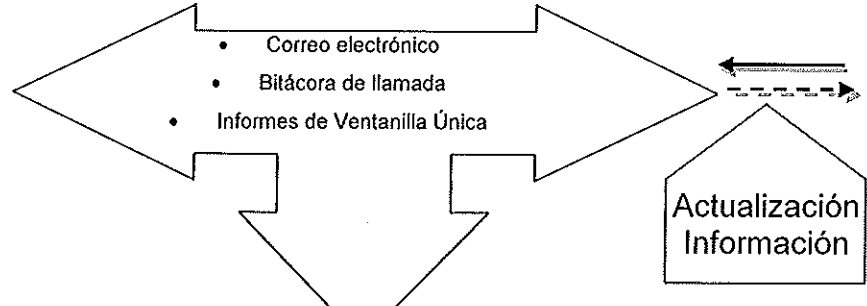 • Correo electrónico
• Bitácora de llamada
• Informes de Ventanilla Única
Actualización
Información